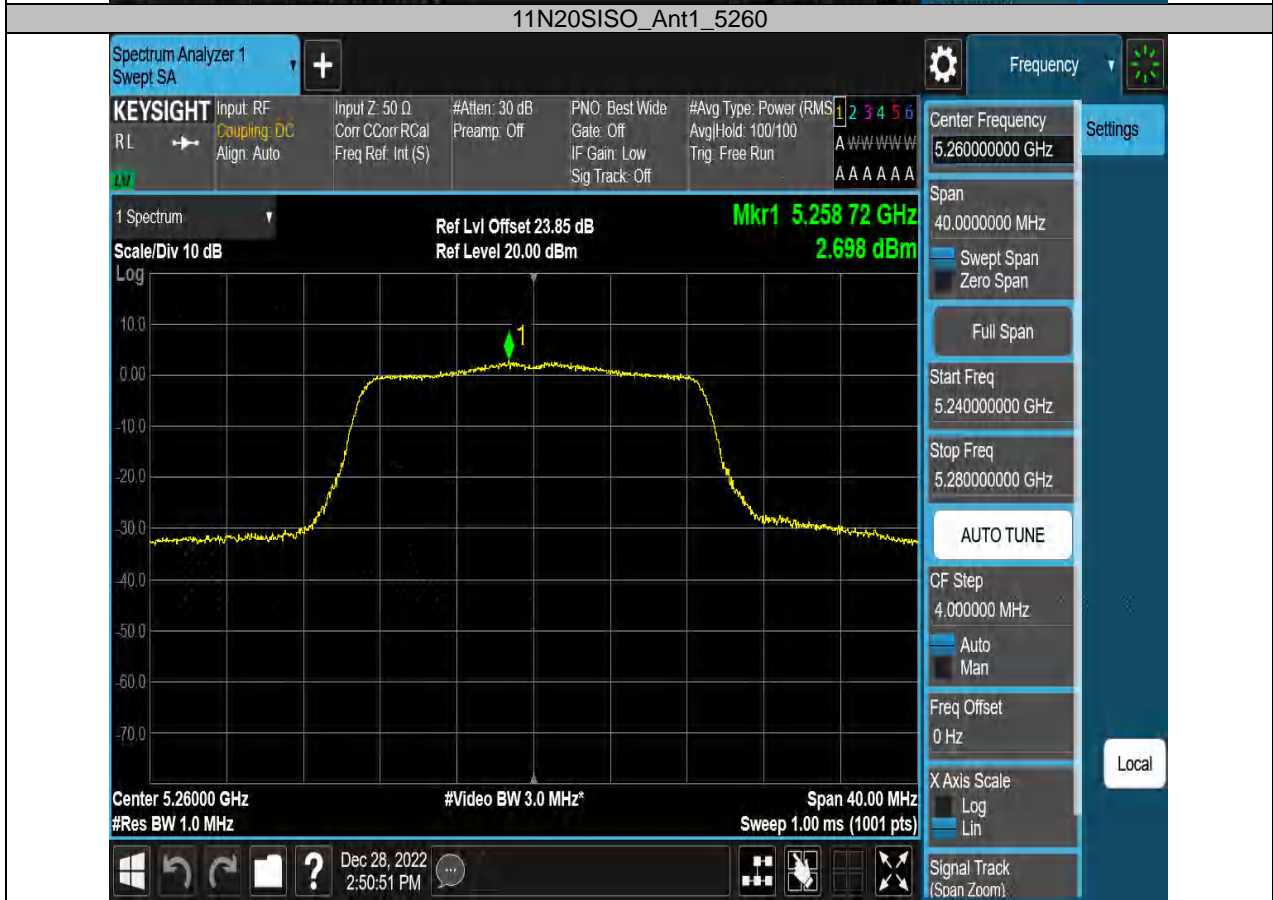 11N20SISO_Ant1_5260
Spectrum Analyzer 1
Swept SA
Frequency
KEYSIGHT
RL
Input: RF
Coupling: DC
Align: Auto
Input Z: 50 Ω
Corr CCorr RCal
Freq Ref: Int (S)
#Atten: 30 dB
Preamp: Off
PNO: Best Wide
Gate: Off
IF Gain: Low
Sig Track: Off
#Avg Type: Power (RMS
Avg|Hold: 100/100
Trig: Free Run
1 2 3 4 5 6
A W W W W W
A A A A A A
1 Spectrum
Scale/Div 10 dB
Log
Ref Lvl Offset 23.85 dB
Ref Level 20.00 dBm
Mkr1 5.258 72 GHz
2.698 dBm
1
10.0
0.00
-10.0
-20.0
-30.0
-40.0
-50.0
-60.0
-70.0
Center 5.26000 GHz
#Res BW 1.0 MHz
#Video BW 3.0 MHz*
Span 40.00 MHz
Sweep 1.00 ms (1001 pts)
Center Frequency
5.260000000 GHz
Settings
Span
40.0000000 MHz
Swept Span
Zero Span
Full Span
Start Freq
5.240000000 GHz
Stop Freq
5.280000000 GHz
AUTO TUNE
CF Step
4.000000 MHz
Auto
Man
Freq Offset
0 Hz
X Axis Scale
Log
Lin
Local
Signal Track
(Span Zoom)
?
Dec 28, 2022
2:50:51 PM